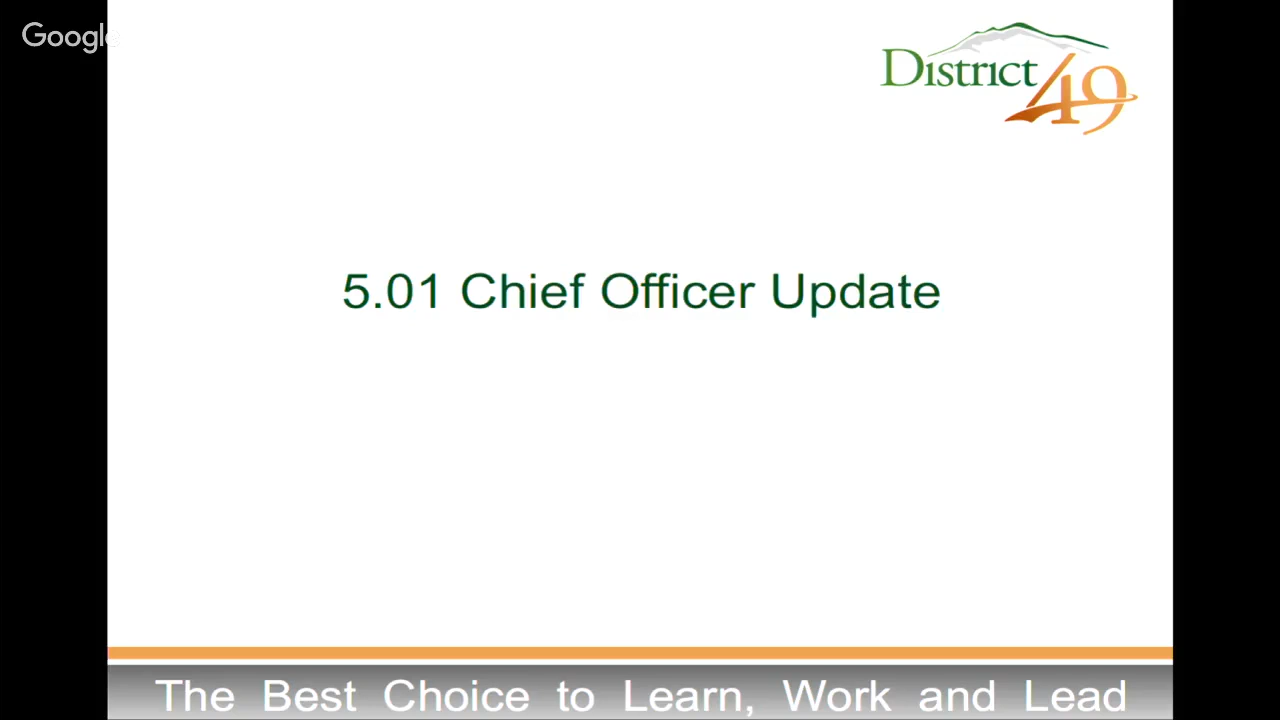 Google
District 49
5.01 Chief Officer Update
The Best Choice to Learn, Work and Lead